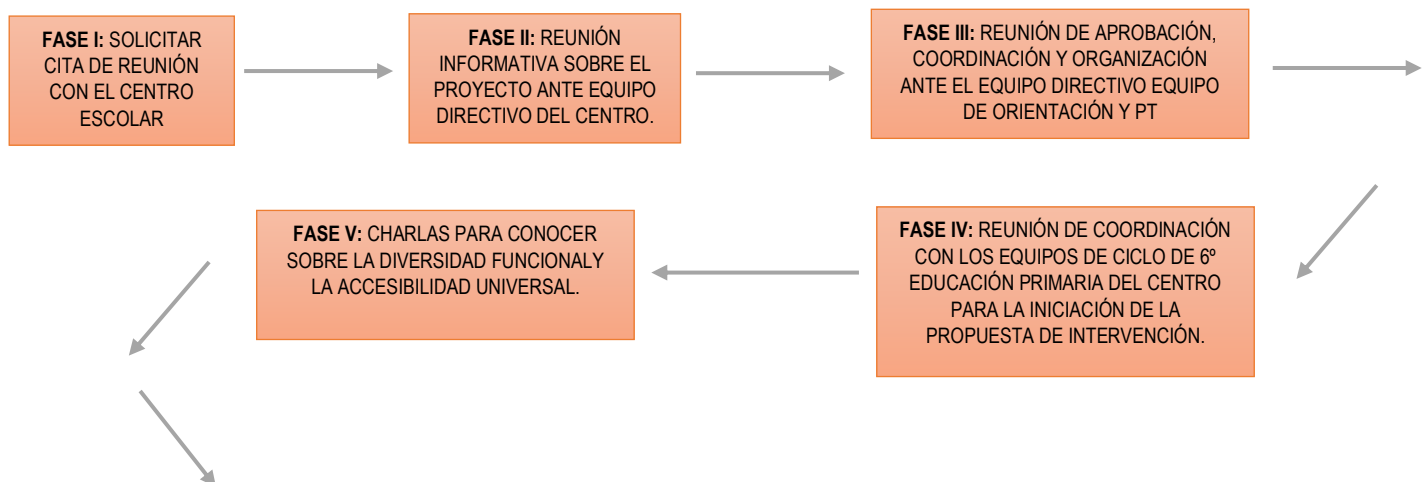 FASE I: SOLICITAR
CITA DE REUNIÓN
CON EL CENTRO
ESCOLAR
FASE II: REUNIÓN
INFORMATIVA SOBRE EL
PROYECTO ANTE EQUIPO
DIRECTIVO DEL CENTRO.
FASE III: REUNIÓN DE APROBACIÓN,
COORDINACIÓN Y ORGANIZACIÓN
ANTE EL EQUIPO DIRECTIVO EQUIPO
DE ORIENTACIÓN Y PT
FASE IV: REUNIÓN DE COORDINACIÓN
CON LOS EQUIPOS DE CICLO DE 6º
EDUCACIÓN PRIMARIA DEL CENTRO
PARA LA INICIACIÓN DE LA
PROPUESTA DE INTERVENCIÓN.
FASE V: CHARLAS PARA CONOCER
SOBRE LA DIVERSIDAD FUNCIONALY
LA ACCESIBILIDAD UNIVERSAL.